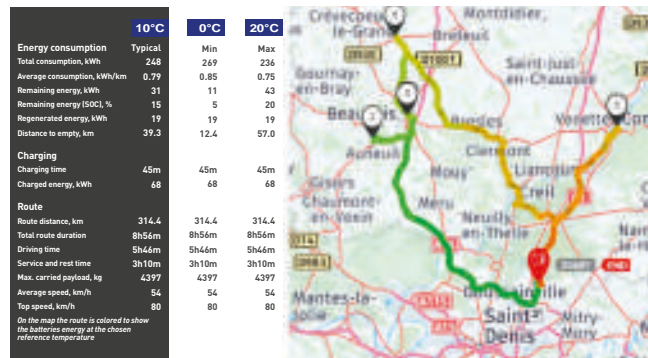 10°C 0°C 20°C
Energy consumption Typical Min Max
Total consumption, kWh 248 269 236
Average consumption, kWh/km 0.79 0.85 0.75
Remaining energy, kWh 31 11 43
Remaining energy (SOC), % 15 5 20
Regenerated energy, kWh 19 19 19
Distance to empty, km 39.3 12.4 57.0
Charging
Charging time 45m 45m 45m
Charged energy, kWh 68 68 68
Route
Route distance, km 314.4 314.4 314.4
Total route duration 8h56m 8h56m 8h56m
Driving time 5h46m 5h46m 5h46m
Service and rest time 3h10m 3h10m 3h10m
Max. carried payload, kg 4397 4397 4397
Average speed, km/h 54 54 54
Top speed, km/h 80 80 80
On the map the route is colored to show
the batteries energy at the chosen
reference temperature
Montdidier,
Crèvecoeur-
le-Grand
Breteuil
Saint-Just-
en-Chaussée
Gournay-
en-Bray
Auneuil
Clermont
Mouy
Creil
Gisors
Chaumont-
en-Vexin
Méru
Neuilly-
en-Thelle
Mantes-la-
Jolie
Saint-
Denis
Mitry-
Mory